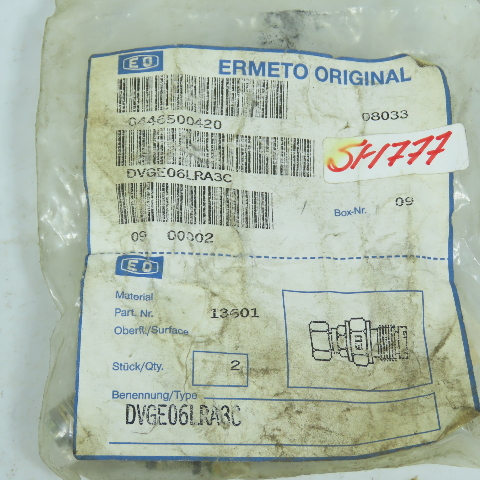 EO ERMETO ORIGINAL
0446500420 08033
SH777
DVGE06LRA3C
Box-Nr. 09
09 00002
EO
Material
Part. Nr. 13601
Oberfl./Surface
Stück/Qty. 2
Benennung/Type
DVGE06LRA3C